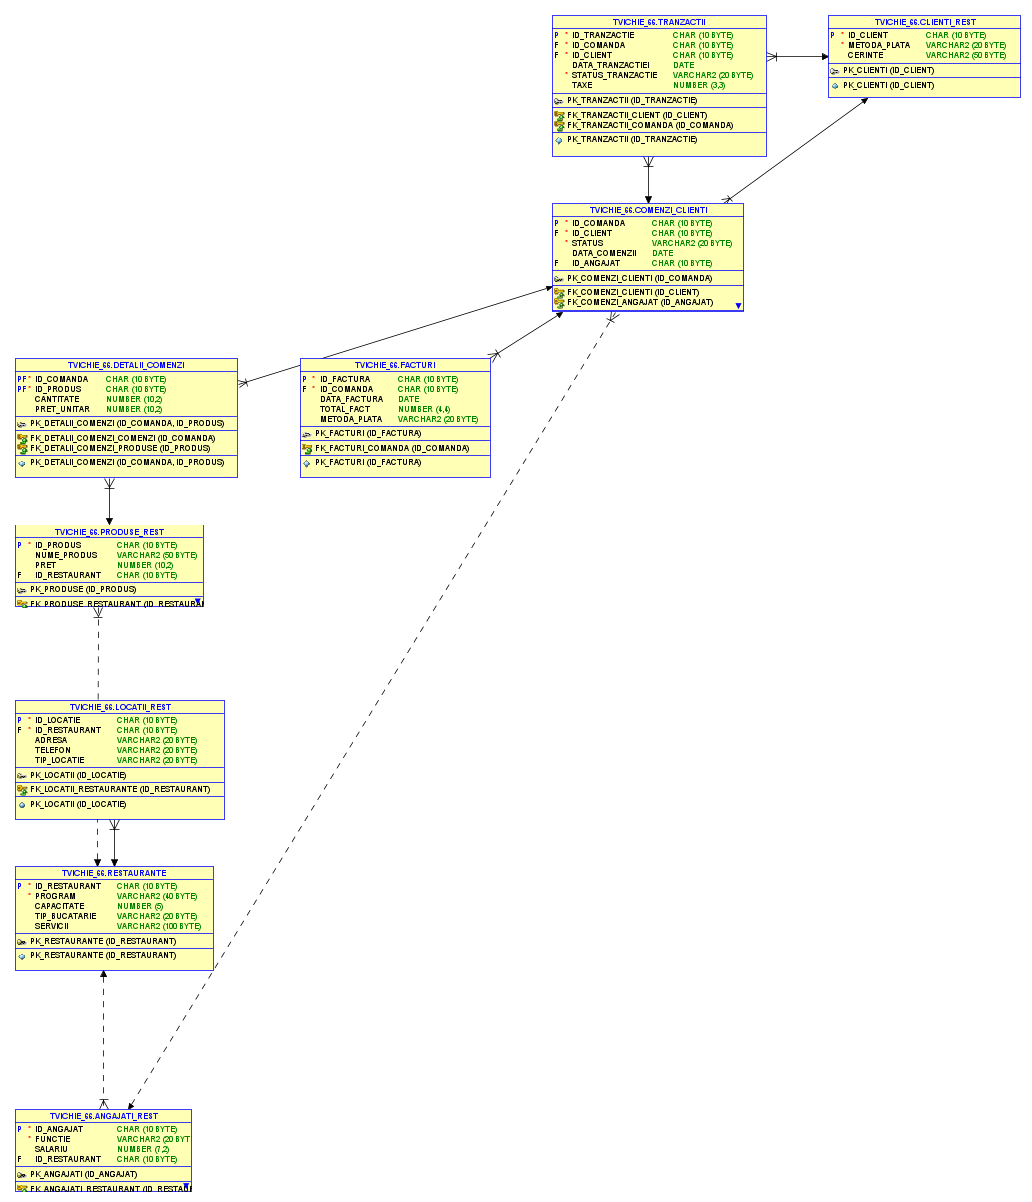 TVICHIE_66.TRANZACTII
P * ID_TRANZACTIE CHAR (10 BYTE)
F * ID_COMANDA CHAR (10 BYTE)
F * ID_CLIENT CHAR (10 BYTE)
DATA_TRANZACTIEI DATE
* STATUS_TRANZACTIE VARCHAR2 (20 BYTE)
TAXE NUMBER (3,3)
PK_TRANZACTII (ID_TRANZACTIE)
FK_TRANZACTII_CLIENT (ID_CLIENT)
FK_TRANZACTII_COMANDA (ID_COMANDA)
PK_TRANZACTII (ID_TRANZACTIE)
TVICHIE_66.CLIENTI_REST
P * ID_CLIENT CHAR (10 BYTE)
* METODA_PLATA VARCHAR2 (20 BYTE)
CERINTE VARCHAR2 (50 BYTE)
PK_CLIENTI (ID_CLIENT)
PK_CLIENTI (ID_CLIENT)
TVICHIE_66.COMENZI_CLIENTI
P * ID_COMANDA CHAR (10 BYTE)
F * ID_CLIENT CHAR (10 BYTE)
* STATUS VARCHAR2 (20 BYTE)
DATA_COMENZII DATE
F ID_ANGAJAT CHAR (10 BYTE)
PK_COMENZI_CLIENTI (ID_COMANDA)
FK_COMENZI_CLIENTI (ID_CLIENT)
FK_COMENZI_ANGAJAT (ID_ANGAJAT)
TVICHIE_66.DETALII_COMENZI
PF * ID_COMANDA CHAR (10 BYTE)
PF * ID_PRODUS CHAR (10 BYTE)
CANTITATE NUMBER (10,2)
PRET_UNITAR NUMBER (10,2)
PK_DETALII_COMENZI (ID_COMANDA, ID_PRODUS)
FK_DETALII_COMENZI_COMENZI (ID_COMANDA)
FK_DETALII_COMENZI_PRODUSE (ID_PRODUS)
PK_DETALII_COMENZI (ID_COMANDA, ID_PRODUS)
TVICHIE_66.FACTURI
P * ID_FACTURA CHAR (10 BYTE)
F * ID_COMANDA CHAR (10 BYTE)
DATA_FACTURA DATE
TOTAL_FACT NUMBER (4,4)
METODA_PLATA VARCHAR2 (20 BYTE)
PK_FACTURI (ID_FACTURA)
FK_FACTURI_COMANDA (ID_COMANDA)
PK_FACTURI (ID_FACTURA)
TVICHIE_66.PRODUSE_REST
P * ID_PRODUS CHAR (10 BYTE)
NUME_PRODUS VARCHAR2 (50 BYTE)
PRET NUMBER (10,2)
F ID_RESTAURANT CHAR (10 BYTE)
PK_PRODUSE (ID_PRODUS)
FK_PRODUSE_RESTAURANT (ID_RESTAURA
TVICHIE_66.LOCATII_REST
P * ID_LOCATIE CHAR (10 BYTE)
F * ID_RESTAURANT CHAR (10 BYTE)
ADRESA VARCHAR2 (20 BYTE)
TELEFON VARCHAR2 (20 BYTE)
TIP_LOCATIE VARCHAR2 (20 BYTE)
PK_LOCATII (ID_LOCATIE)
FK_LOCATII_RESTAURANTE (ID_RESTAURANT)
PK_LOCATII (ID_LOCATIE)
TVICHIE_66.RESTAURANTE
P * ID_RESTAURANT CHAR (10 BYTE)
* PROGRAM VARCHAR2 (40 BYTE)
CAPACITATE NUMBER (5)
TIP_BUCATARIE VARCHAR2 (20 BYTE)
SERVICII VARCHAR2 (100 BYTE)
PK_RESTAURANTE (ID_RESTAURANT)
PK_RESTAURANTE (ID_RESTAURANT)
TVICHIE_66.ANGAJATI_REST
P * ID_ANGAJAT CHAR (10 BYTE)
* FUNCTIE VARCHAR2 (20 BYT
SALARIU NUMBER (7,2)
F ID_RESTAURANT CHAR (10 BYTE)
PK_ANGAJATI (ID_ANGAJAT)
FK_ANGAJATI_RESTAURANT (ID_RESTAU